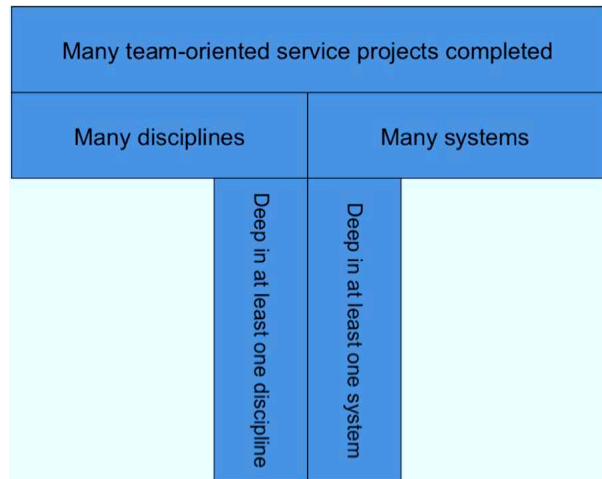 Many team-oriented service projects completed
Many disciplines
Many systems
Deep in at least one discipline
Deep in at least one system